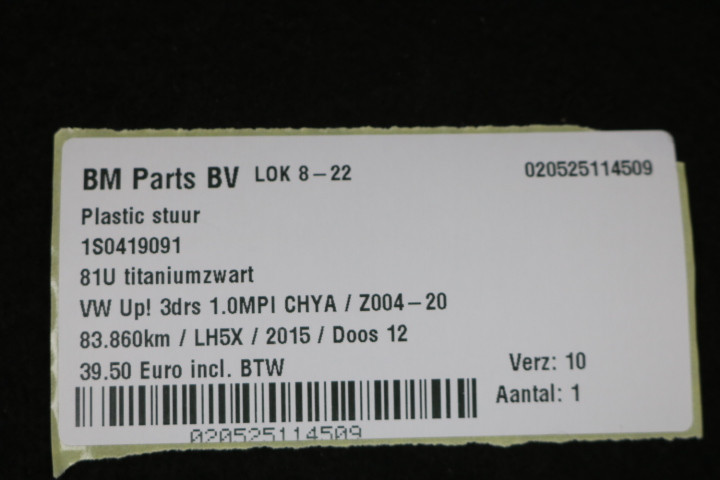 BM Parts BV LOK 8-22 020525114509
Plastic stuur
1S0419091
81U titaniumzwart
VW Up! 3drs 1.0MPI CHYA / Z004-20
83.860km / LH5X / 2015 / Doos 12
39.50 Euro incl. BTW Verz: 10
Aantal: 1
020525114509